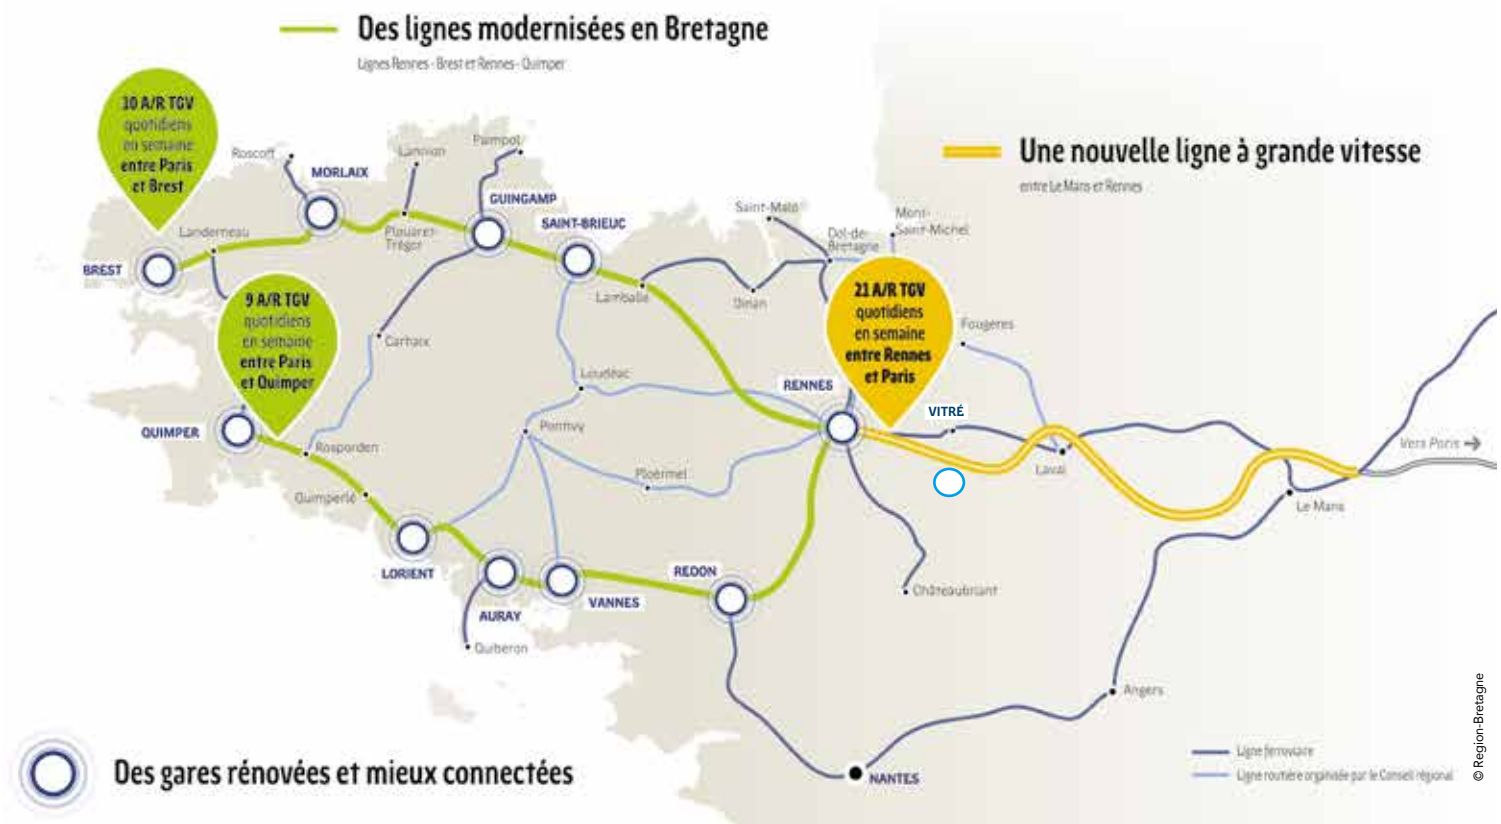 Des lignes modernisées en Bretagne
Lignes Rennes - Brest et Rennes - Quimper
10 A/R TGV
quotidiens
en semaine
entre Paris
et Brest
Une nouvelle ligne à grande vitesse
entre Le Mans et Rennes
Roscoff
MORLAIX
Lannion
Paimpol
GUINGAMP
SAINT-BRIEUC
Plouaret-
Trégor
Landerneau
BREST
Saint-Malo
Dol-de-
Bretagne
Mont-
Saint-Michel
Lamballe
Dinan
9 A/R TGV
quotidiens
en semaine
entre Paris
et Quimper
21 A/R TGV
quotidiens
en semaine
entre Rennes
et Paris
Fougères
Carhaix
Loudéac
RENNES
VITRÉ
QUIMPER
Rosporden
Pontivy
Ploërmel
Laval
Vers Paris
Quimperlé
Le Mans
LORIENT
REDON
AURAY
VANNES
Châteaubriant
Quiberon
Angers
NANTES
Des gares rénovées et mieux connectées
Ligne ferroviaire
Ligne routière organisée par le Conseil régional
© Region-Bretagne